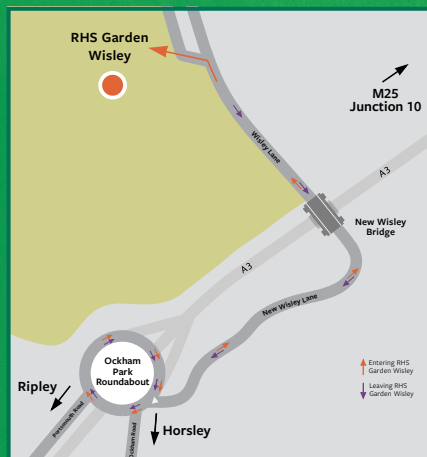 RHS Garden
Wisley
M25
Junction 10
Wisley Lane
A3
New Wisley
Bridge
A3
New Wisley Lane
Ockham
Park
Roundabout
Entering RHS
Garden Wisley
Leaving RHS
Garden Wisley
Ripley
Portsmouth Road
Ockham Road
Horsley